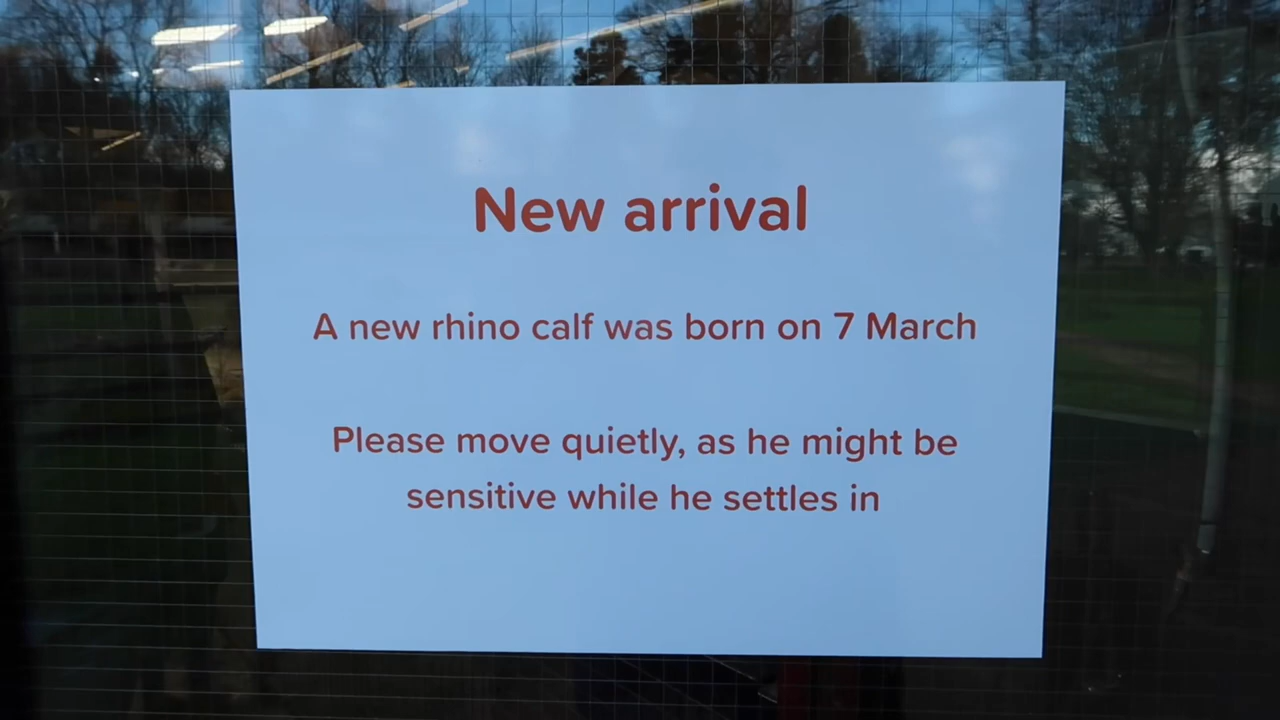 New arrival
A new rhino calf was born on 7 March
Please move quietly, as he might be
sensitive while he settles in